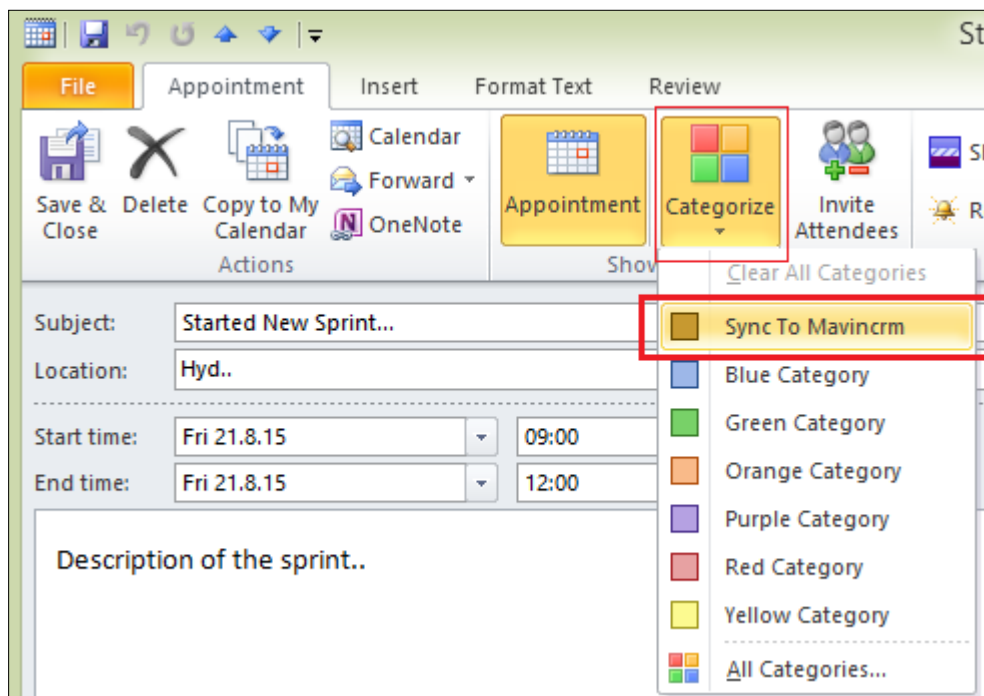 St
File Appointment Insert Format Text Review
Save & Close
Delete
Copy to My Calendar
Calendar
Forward
OneNote
Appointment
Categorize
Invite Attendees
R
Actions
Show
Clear All Categories
Sync To Mavincrm
Blue Category
Green Category
Orange Category
Purple Category
Red Category
Yellow Category
All Categories...
Subject: Started New Sprint...
Location: Hyd..
Start time: Fri 21.8.15 09:00
End time: Fri 21.8.15 12:00
Description of the sprint..